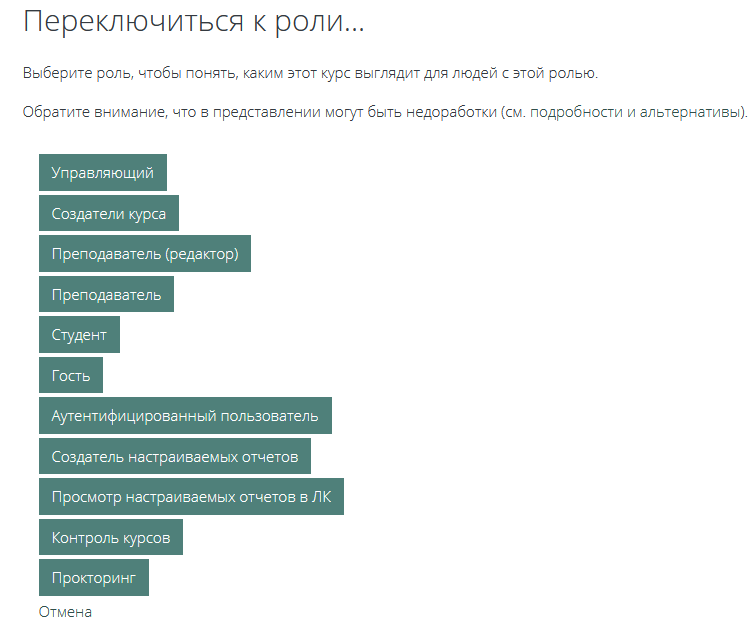 Переключиться к роли...
Выберите роль, чтобы понять, каким этот курс выглядит для людей с этой ролью.
Обратите внимание, что в представлении могут быть недоработки (см. подробности и альтернативы).
Управляющий
Создатели курса
Преподаватель (редактор)
Преподаватель
Студент
Гость
Аутентифицированный пользователь
Создатель настраиваемых отчетов
Просмотр настраиваемых отчетов в ЛК
Контроль курсов
Прокторинг
Отмена